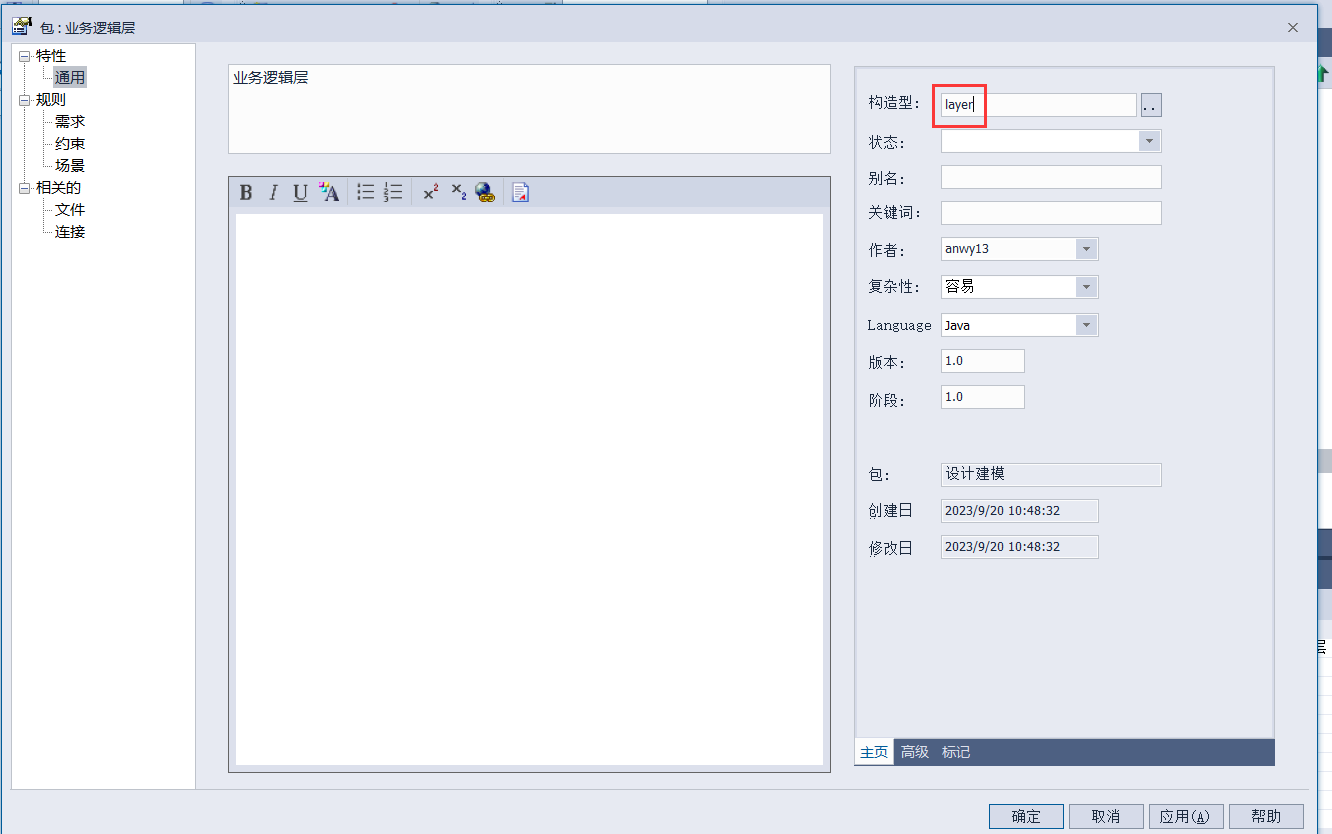 包 : 业务逻辑层
特性
通用
规则
需求
约束
场景
相关的
文件
连接
业务逻辑层
构造型:
layer
..
状态:
别名:
关键词:
作者:
anwy13
复杂性:
容易
Language
Java
版本:
1.0
阶段:
1.0
包:
设计建模
创建日
2023/9/20 10:48:32
修改日
2023/9/20 10:48:32
主页 高级 标记
确定 取消 应用(A) 帮助
层